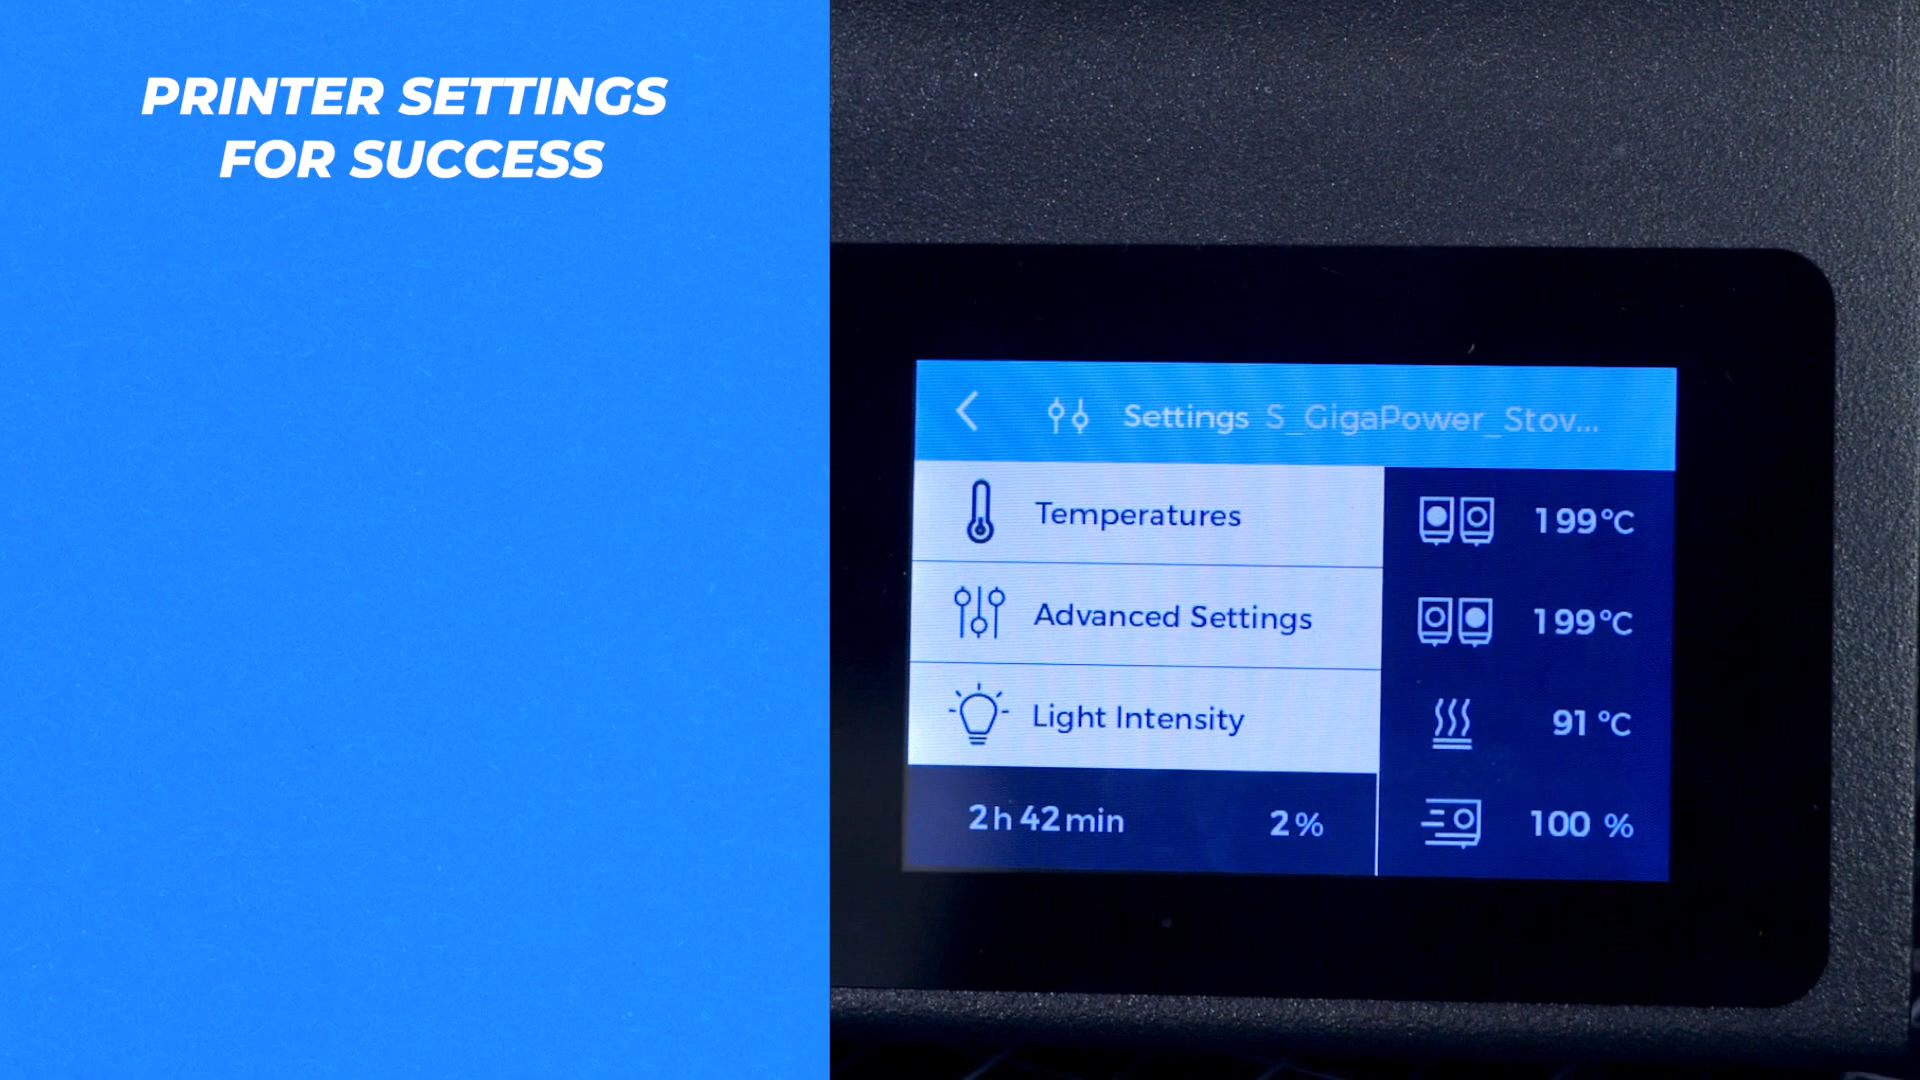 PRINTER SETTINGS
FOR SUCCESS
Settings S_GigaPower_Stov...
Temperatures
199°C
Advanced Settings
199°C
Light Intensity
91°C
2h 42min 2%
100 %